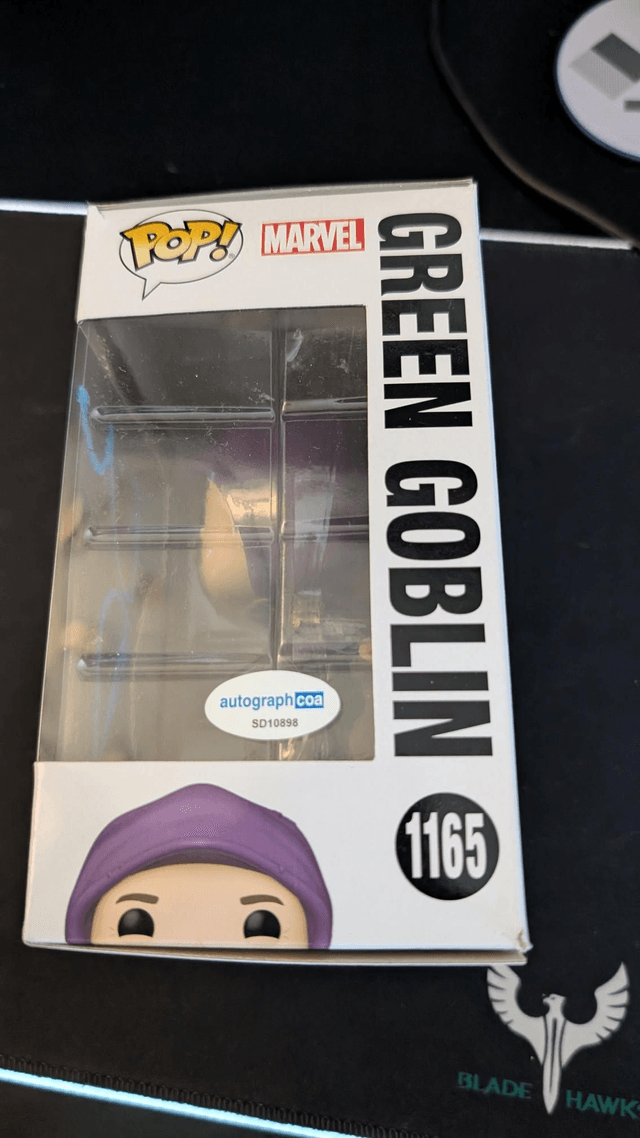 POP!
MARVEL
GREEN GOBLIN
autograph coa
SD10898
1165
BLADE HAWK